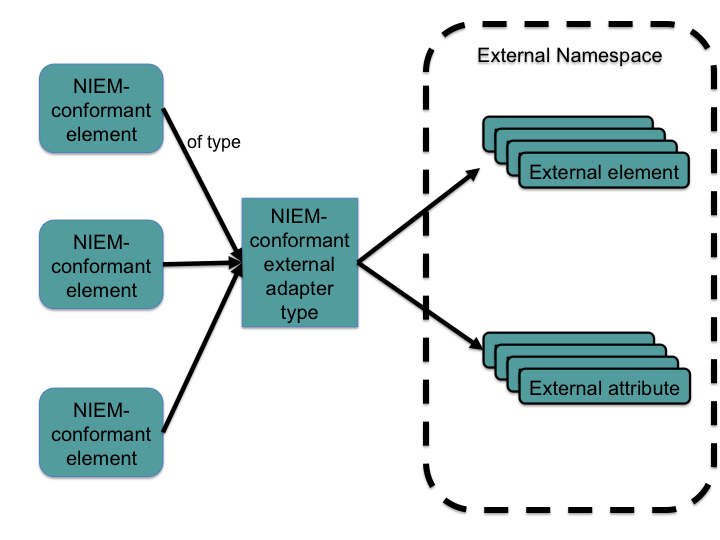 NIEM-
conformant
element
of type
NIEM-
conformant
element
NIEM-
conformant
element
NIEM-
conformant
external
adapter
type
External Namespace
External element
External attribute